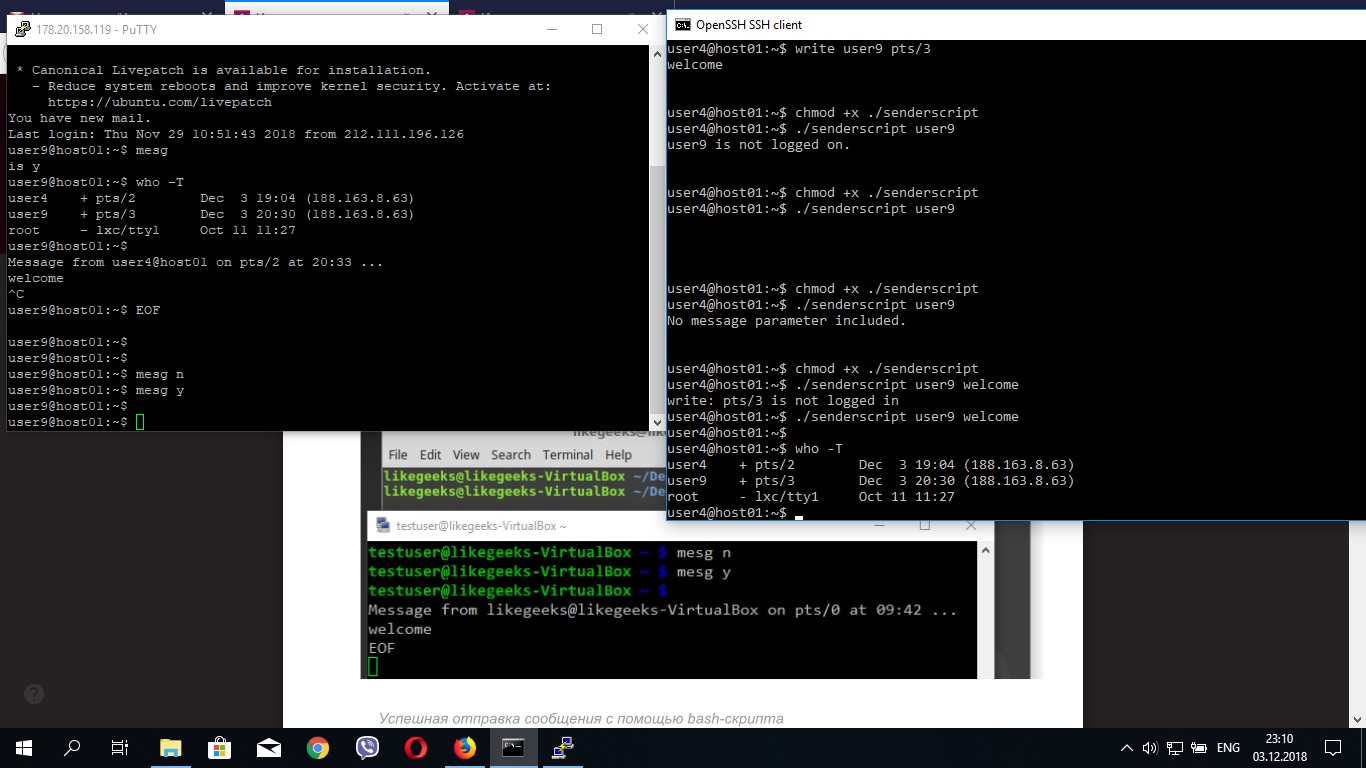 178.20.158.119 - PuTTY
 * Canonical Livepatch is available for installation.
   - Reduce system reboots and improve kernel security. Activate at:
     https://ubuntu.com/livepatch
You have new mail.
Last login: Thu Nov 29 10:51:43 2018 from 212.111.196.126
user9@host01:~$ mesg
is y
user9@host01:~$ who -T
user4    + pts/2        Dec  3 19:04 (188.163.8.63)
user9    + pts/3        Dec  3 20:30 (188.163.8.63)
root     - lxc/tty1     Oct 11 11:27
user9@host01:~$
Message from user4@host01 on pts/2 at 20:33 ...
welcome
^C
user9@host01:~$ EOF
user9@host01:~$
user9@host01:~$
user9@host01:~$ mesg n
user9@host01:~$ mesg y
user9@host01:~$
user9@host01:~$
OpenSSH SSH client
user4@host01:~$ write user9 pts/3
welcome
user4@host01:~$ chmod +x ./senderscript
user4@host01:~$ ./senderscript user9
user9 is not logged on.
user4@host01:~$ chmod +x ./senderscript
user4@host01:~$ ./senderscript user9
user4@host01:~$ chmod +x ./senderscript
user4@host01:~$ ./senderscript user9
No message parameter included.
user4@host01:~$ chmod +x ./senderscript
user4@host01:~$ ./senderscript user9 welcome
write: pts/3 is not logged in
user4@host01:~$ ./senderscript user9 welcome
user4@host01:~$
user4@host01:~$ who -T
user4    + pts/2        Dec  3 19:04 (188.163.8.63)
user9    + pts/3        Dec  3 20:30 (188.163.8.63)
root     - lxc/tty1     Oct 11 11:27
user4@host01:~$
File Edit View Search Terminal Help
likegeeks@likegeeks-VirtualBox ~/De
likegeeks@likegeeks-VirtualBox ~/De
testuser@likegeeks-VirtualBox ~
testuser@likegeeks-VirtualBox ~ $ mesg n
testuser@likegeeks-VirtualBox ~ $ mesg y
testuser@likegeeks-VirtualBox ~ $
Message from likegeeks@likegeeks-VirtualBox on pts/0 at 09:42 ...
welcome
EOF
Успешная отправка сообщения с помощью bash-скрипта
ENG
23:10
03.12.2018